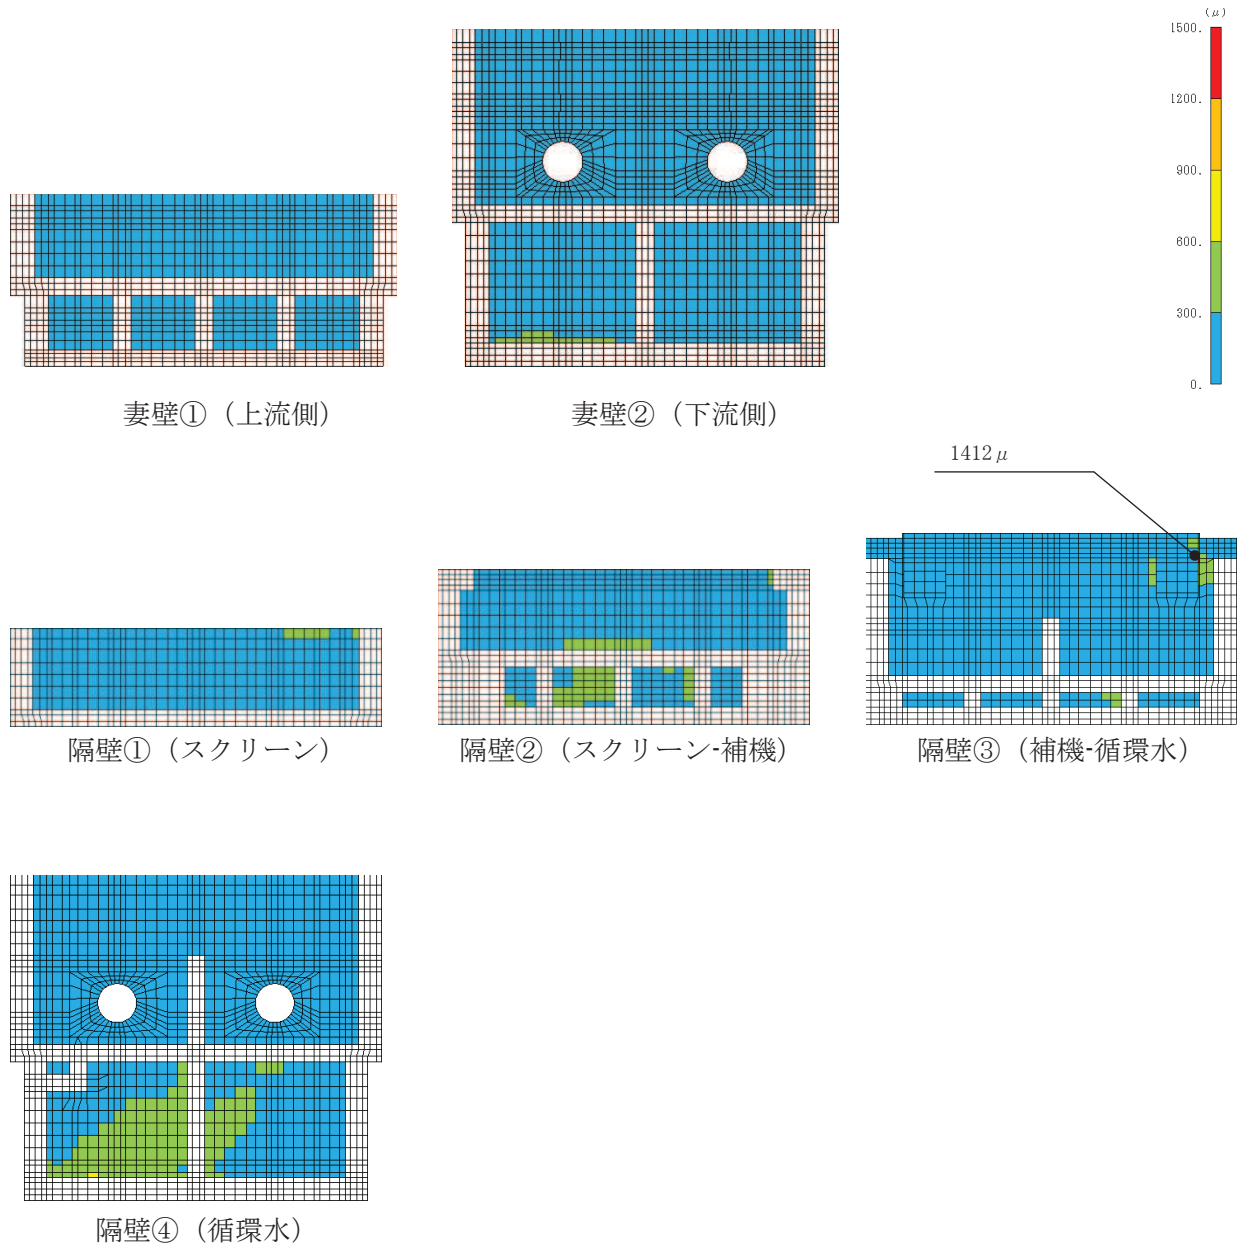 (μ)
1500.
1200.
900.
600.
300.
0.
妻壁①（上流側）
妻壁②（下流側）
1412μ
隔壁①（スクリーン）
隔壁②（スクリーン-補機）
隔壁③（補機-循環水）
隔壁④（循環水）